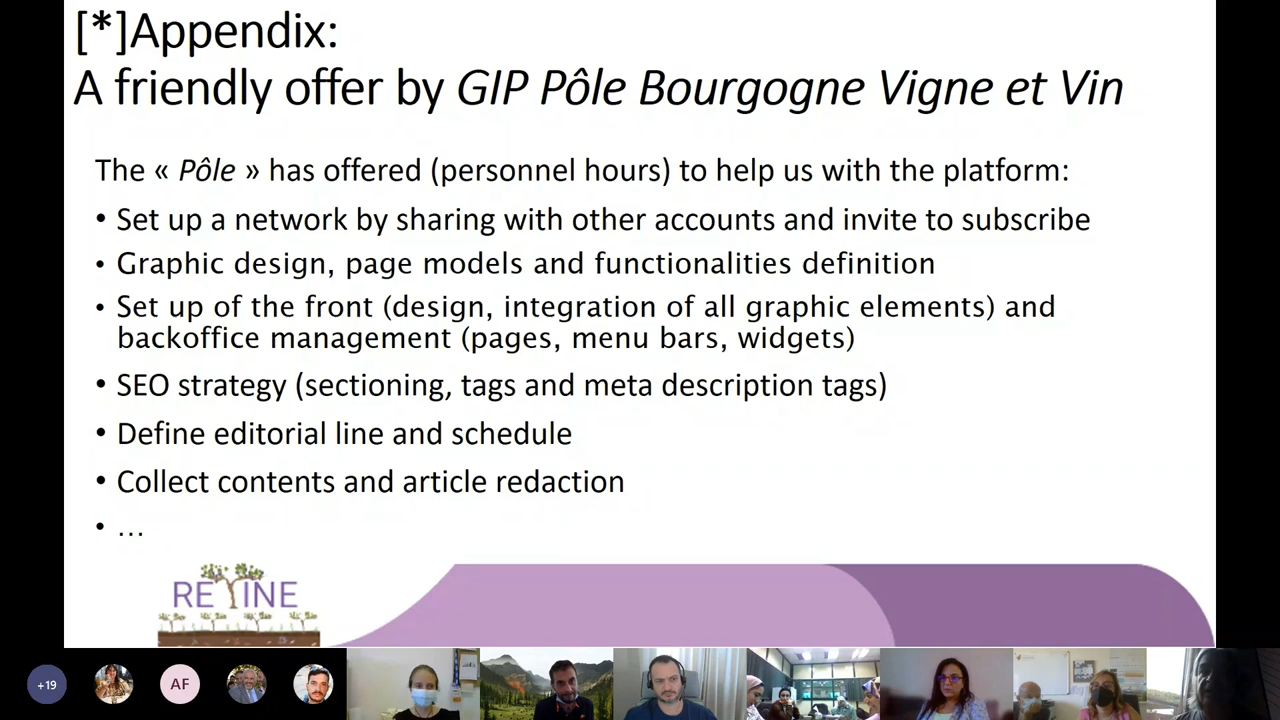 [*]Appendix:
A friendly offer by GIP Pôle Bourgogne Vigne et Vin
The « Pôle » has offered (personnel hours) to help us with the platform:
• Set up a network by sharing with other accounts and invite to subscribe
• Graphic design, page models and functionalities definition
• Set up of the front (design, integration of all graphic elements) and
backoffice management (pages, menu bars, widgets)
• SEO strategy (sectioning, tags and meta description tags)
• Define editorial line and schedule
• Collect contents and article redaction
• …
REVINE
+19
AF